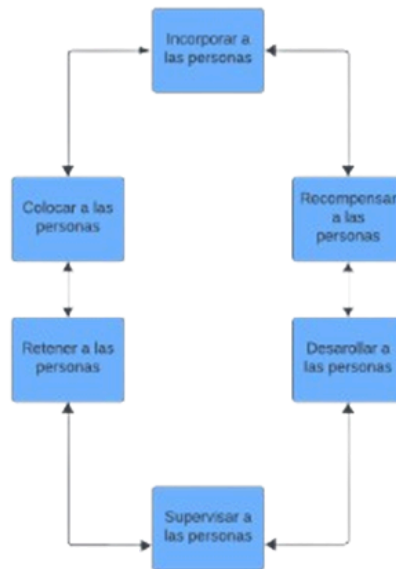 Incorporar a
las personas
Colocar a las
personas
Recompensar
a las
personas
Retener a las
personas
Desarollar a
las personas
Supervisar a
las personas